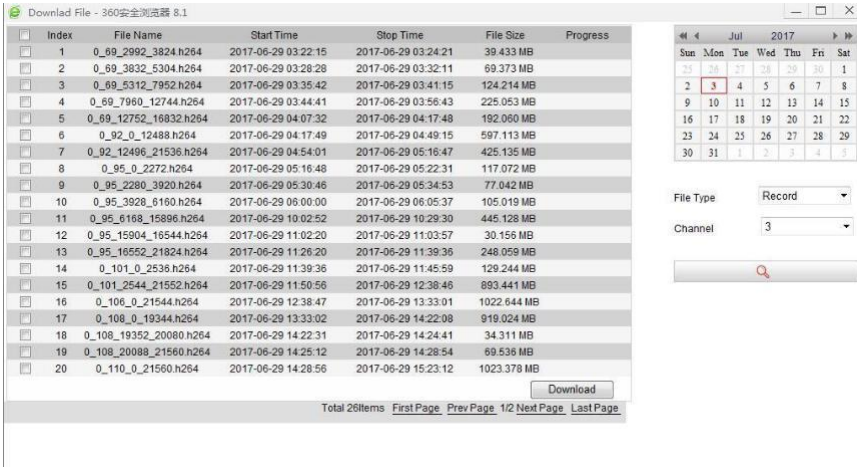 Downlad File - 360安全浏览器 8.1
Index File Name Start Time Stop Time File Size Progress
1 0_69_2992_3824.h264 2017-06-29 03:22:15 2017-06-29 03:24:21 39.433 MB
2 0_69_3832_5304.h264 2017-06-29 03:28:28 2017-06-29 03:32:11 69.373 MB
3 0_69_5312_7952.h264 2017-06-29 03:35:42 2017-06-29 03:41:15 124.214 MB
4 0_69_7960_12744.h264 2017-06-29 03:44:41 2017-06-29 03:56:43 225.053 MB
5 0_69_12752_16832.h264 2017-06-29 04:07:32 2017-06-29 04:17:48 192.060 MB
6 0_92_0_12488.h264 2017-06-29 04:17:49 2017-06-29 04:49:15 597.113 MB
7 0_92_12496_21536.h264 2017-06-29 04:54:01 2017-06-29 05:16:47 425.135 MB
8 0_95_0_2272.h264 2017-06-29 05:16:48 2017-06-29 05:22:31 117.072 MB
9 0_95_2280_3920.h264 2017-06-29 05:30:46 2017-06-29 05:34:53 77.042 MB
10 0_95_3928_6160.h264 2017-06-29 06:00:00 2017-06-29 06:05:37 105.019 MB
11 0_95_6168_15896.h264 2017-06-29 10:02:52 2017-06-29 10:29:30 445.128 MB
12 0_95_15904_16544.h264 2017-06-29 11:02:20 2017-06-29 11:03:57 30.156 MB
13 0_95_16552_21824.h264 2017-06-29 11:26:20 2017-06-29 11:39:36 248.059 MB
14 0_101_0_2536.h264 2017-06-29 11:39:36 2017-06-29 11:45:59 129.244 MB
15 0_101_2544_21552.h264 2017-06-29 11:50:56 2017-06-29 12:38:46 893.441 MB
16 0_106_0_21544.h264 2017-06-29 12:38:47 2017-06-29 13:33:01 1022.644 MB
17 0_108_0_19344.h264 2017-06-29 13:33:02 2017-06-29 14:22:08 919.024 MB
18 0_108_19352_20080.h264 2017-06-29 14:22:31 2017-06-29 14:24:41 34.311 MB
19 0_108_20088_21560.h264 2017-06-29 14:25:12 2017-06-29 14:28:54 69.536 MB
20 0_110_0_21560.h264 2017-06-29 14:28:56 2017-06-29 15:23:12 1023.378 MB
Download
Total 26Items First Page Prev Page 1/2 Next Page Last Page
Jul 2017
Sun Mon Tue Wed Thu Fri Sat
25 26 27 28 29 30 1
2 3 4 5 6 7 8
9 10 11 12 13 14 15
16 17 18 19 20 21 22
23 24 25 26 27 28 29
30 31 1 2 3 4 5
File Type Record
Channel 3